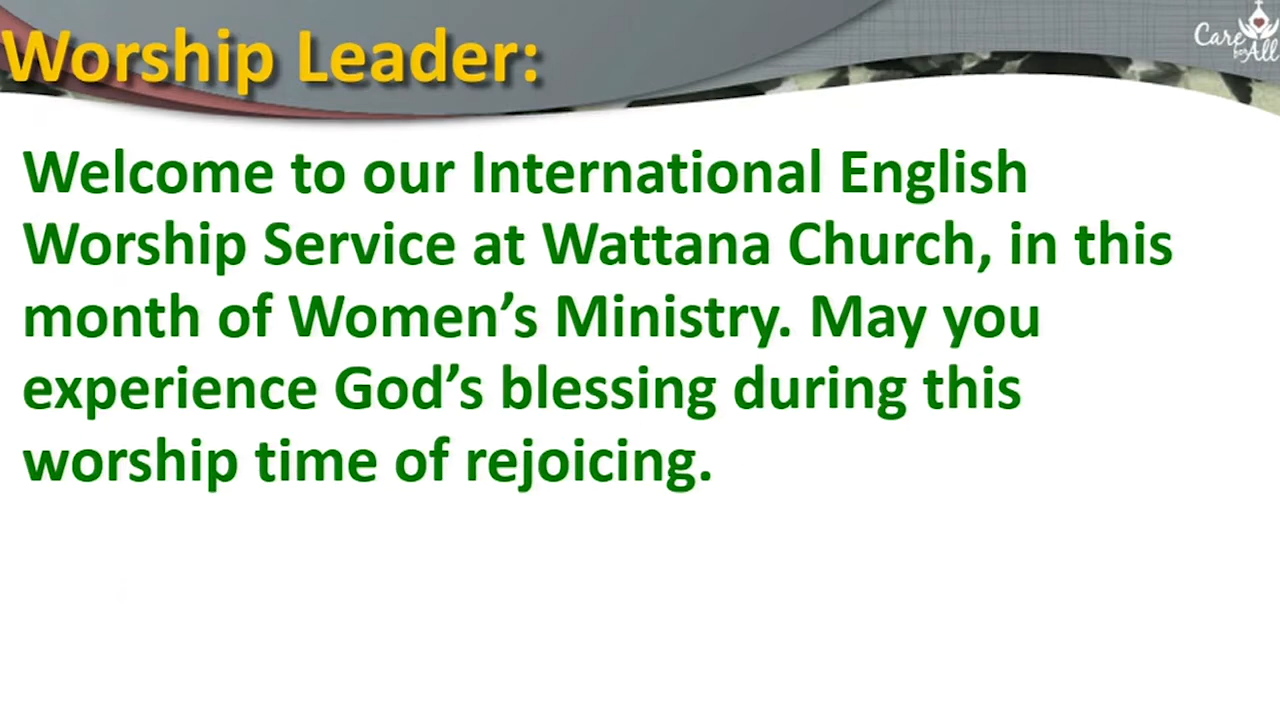 Worship Leader:
Care
for
All
Welcome to our International English
Worship Service at Wattana Church, in this
month of Women’s Ministry. May you
experience God’s blessing during this
worship time of rejoicing.